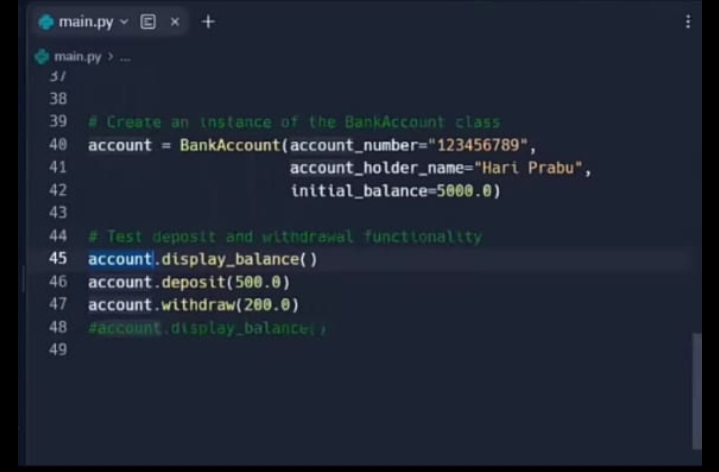 main.py
main.py > ...
37
38
39 # Create an instance of the BankAccount class
40 account = BankAccount(account_number="123456789",
41 account_holder_name="Hari Prabu",
42 initial_balance=5000.0)
43
44 # Test deposit and withdrawal functionality
45 account.display_balance()
46 account.deposit(500.0)
47 account.withdraw(200.0)
48 #account.display_balance()
49